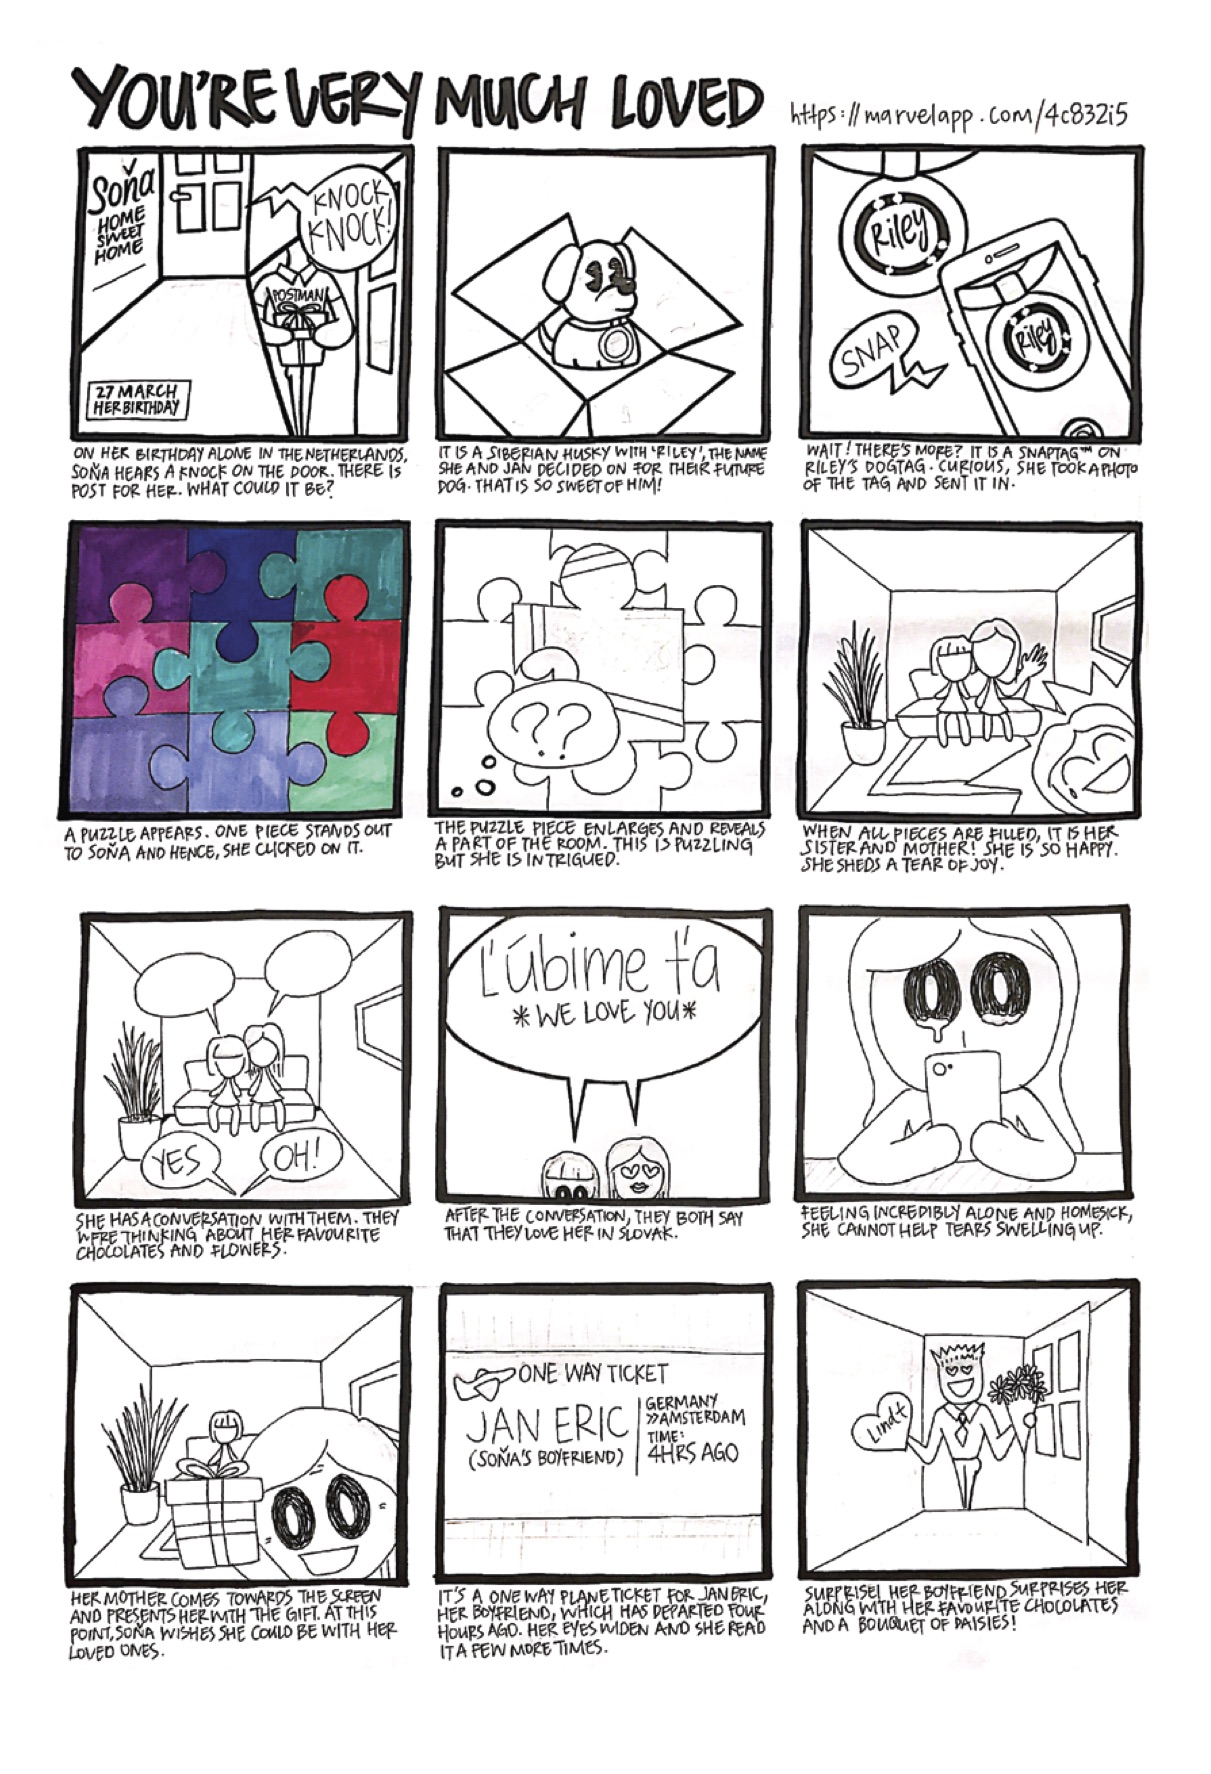 YOU'RE VERY MUCH LOVED
https://marvelapp.com/4c832i5
Soňa
HOME
SWEET
HOME
KNOCK
KNOCK!
POSTMAN
27 MARCH
HER BIRTHDAY
ON HER BIRTHDAY ALONE IN THE NETHERLANDS,
SOŇA HEARS A KNOCK ON THE DOOR. THERE IS
POST FOR HER. WHAT COULD IT BE?
IT IS A SIBERIAN HUSKY WITH 'RILEY', THE NAME
SHE AND JAN DECIDED ON FOR THEIR FUTURE
DOG. THAT IS SO SWEET OF HIM!
Riley
Riley
SNAP
WAIT! THERE'S MORE? IT IS A SNAPTAG™ ON
RILEY'S DOGTAG. CURIOUS, SHE TOOK A PHOTO
OF THE TAG AND SENT IT IN.
A PUZZLE APPEARS. ONE PIECE STANDS OUT
TO SOŇA AND HENCE, SHE CLICKED ON IT.
??
THE PUZZLE PIECE ENLARGES AND REVEALS
A PART OF THE ROOM. THIS IS PUZZLING
BUT SHE IS INTRIGUED.
WHEN ALL PIECES ARE FILLED, IT IS HER
SISTER AND MOTHER! SHE IS SO HAPPY.
SHE SHEDS A TEAR OF JOY.
YES
OH!
SHE HAS A CONVERSATION WITH THEM. THEY
WERE THINKING ABOUT HER FAVOURITE
CHOCOLATES AND FLOWERS.
Ľúbime ťa
*WE LOVE YOU*
AFTER THE CONVERSATION, THEY BOTH SAY
THAT THEY LOVE HER IN SLOVAK.
FEELING INCREDIBLY ALONE AND HOMESICK,
SHE CANNOT HELP TEARS SWELLING UP.
HER MOTHER COMES TOWARDS THE SCREEN
AND PRESENTS HER WITH THE GIFT. AT THIS
POINT, SOŇA WISHES SHE COULD BE WITH HER
LOVED ONES.
ONE WAY TICKET
JAN ERIC
(SOŇA'S BOYFRIEND)
GERMANY
»AMSTERDAM
TIME:
4HRS AGO
IT'S A ONE WAY PLANE TICKET FOR JAN ERIC,
HER BOYFRIEND, WHICH HAS DEPARTED FOUR
HOURS AGO. HER EYES WIDEN AND SHE READ
IT A FEW MORE TIMES.
Lindt
SURPRISE! HER BOYFRIEND SURPRISES HER
ALONG WITH HER FAVOURITE CHOCOLATES
AND A BOUQUET OF DAISIES!